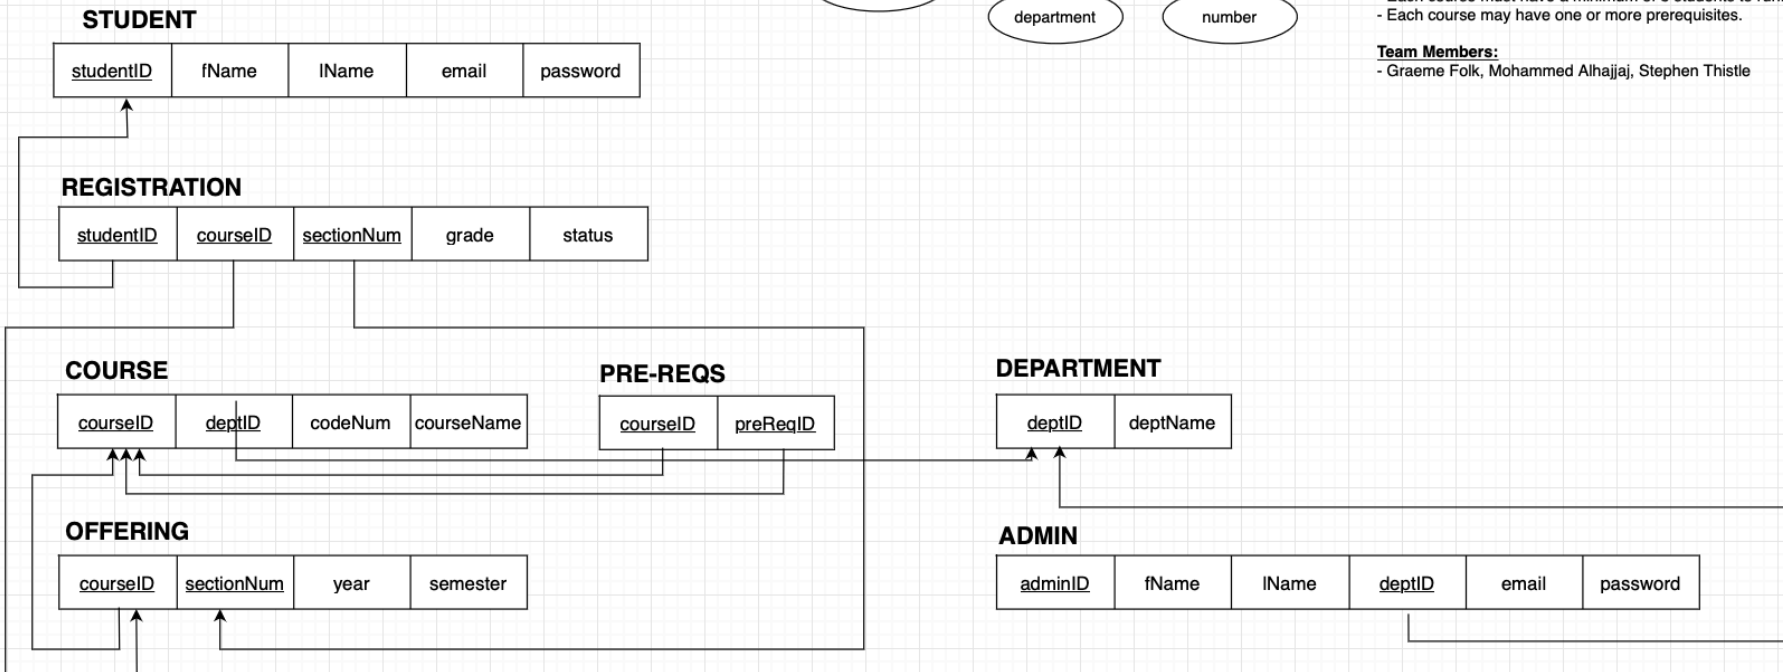 STUDENT
studentID fName lName email password
department number
- Each course may have one or more prerequisites.
Team Members:
- Graeme Folk, Mohammed Alhajjaj, Stephen Thistle
REGISTRATION
studentID courseID sectionNum grade status
COURSE
courseID deptID codeNum courseName
PRE-REQS
courseID preReqID
DEPARTMENT
deptID deptName
OFFERING
courseID sectionNum year semester
ADMIN
adminID fName lName deptID email password